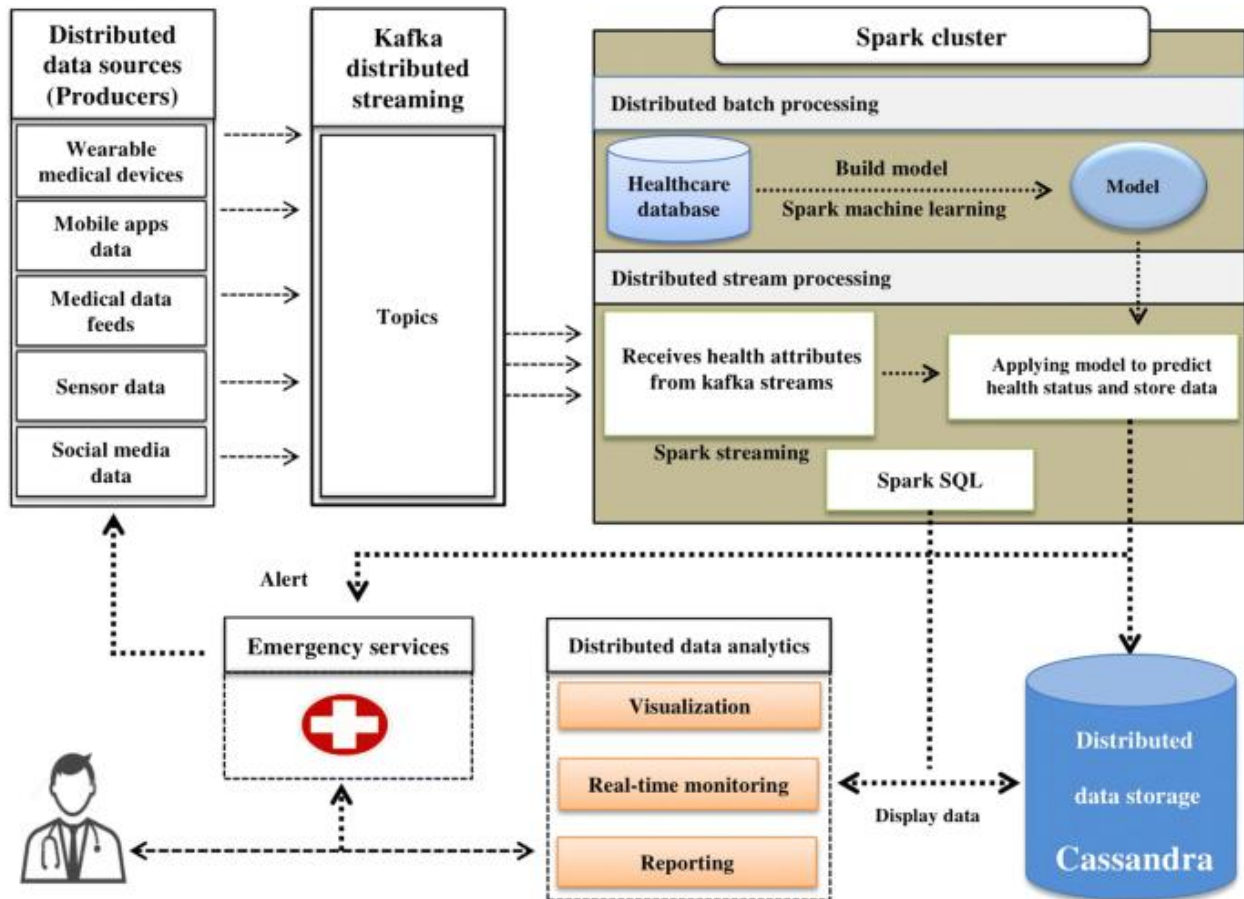 Distributed
data sources
(Producers)
Wearable
medical devices
Mobile apps
data
Medical data
feeds
Sensor data
Social media
data
Kafka
distributed
streaming
Topics
Spark cluster
Distributed batch processing
Healthcare
database
Build model
Spark machine learning
Model
Distributed stream processing
Receives health attributes
from kafka streams
Applying model to predict
health status and store data
Spark streaming
Spark SQL
Alert
Emergency services
Distributed data analytics
Visualization
Real-time monitoring
Reporting
Display data
Distributed
data storage
Cassandra